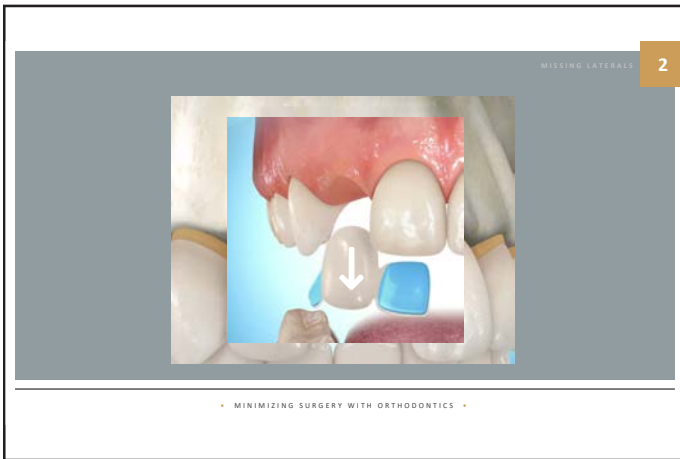 MISSING LATERALS 2
• MINIMIZING SURGERY WITH ORTHODONTICS •